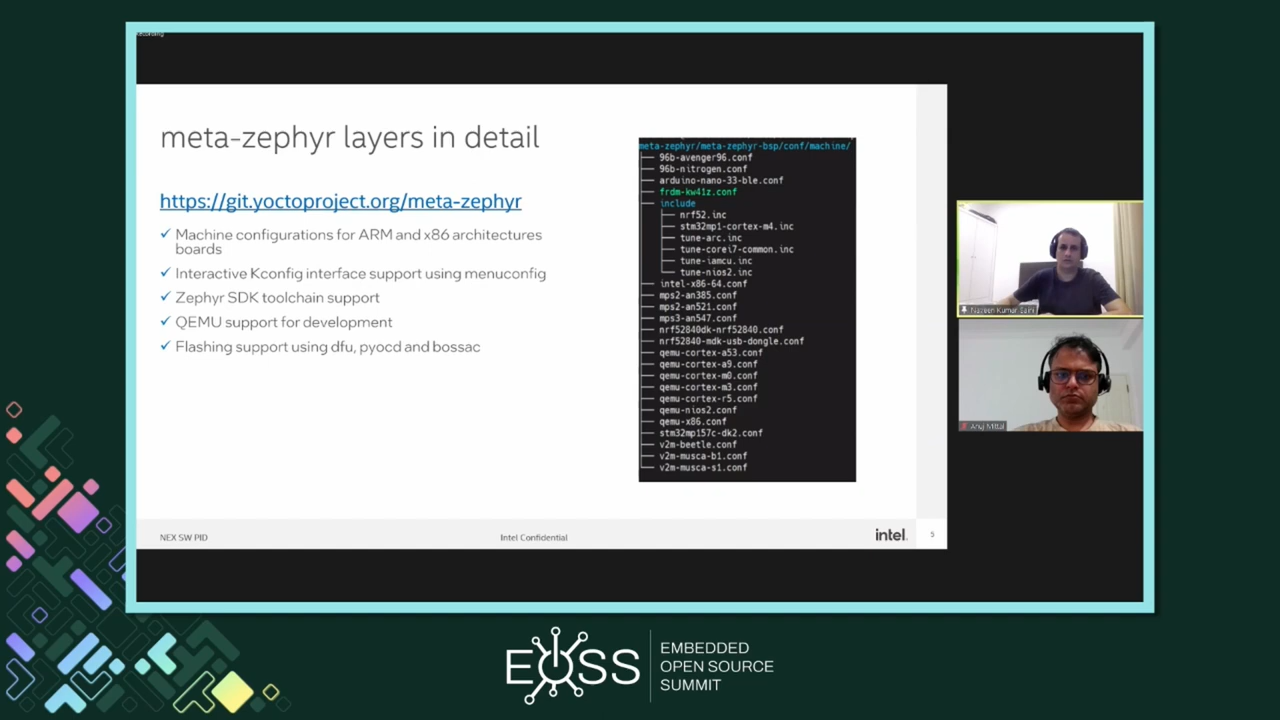 Recording
meta-zephyr layers in detail
https://git.yoctoproject.org/meta-zephyr
✓ Machine configurations for ARM and x86 architectures
boards
✓ Interactive Kconfig interface support using menuconfig
✓ Zephyr SDK toolchain support
✓ QEMU support for development
✓ Flashing support using dfu, pyocd and bossac
meta-zephyr/meta-zephyr-bsp/conf/machine/
├── 96b-avenger96.conf
├── 96b-nitrogen.conf
├── arduino-nano-33-ble.conf
├── frdm-kw41z.conf
├── include
│   ├── nrf52.inc
│   ├── stm32mp1-cortex-m4.inc
│   ├── tune-arc.inc
│   ├── tune-corei7-common.inc
│   ├── tune-iamcu.inc
│   └── tune-nios2.inc
├── intel-x86-64.conf
├── mps2-an385.conf
├── mps2-an521.conf
├── mps3-an547.conf
├── nrf52840dk-nrf52840.conf
├── nrf52840-mdk-usb-dongle.conf
├── qemu-cortex-a53.conf
├── qemu-cortex-a9.conf
├── qemu-cortex-m0.conf
├── qemu-cortex-m3.conf
├── qemu-cortex-r5.conf
├── qemu-nios2.conf
├── qemu-x86.conf
├── stm32mp157c-dk2.conf
├── v2m-beetle.conf
├── v2m-musca-b1.conf
└── v2m-musca-s1.conf
NEX SW PID
Intel Confidential
intel.
5
Naveen Kumar Saini
Anuj Mittal
EOSS
EMBEDDED
OPEN SOURCE
SUMMIT